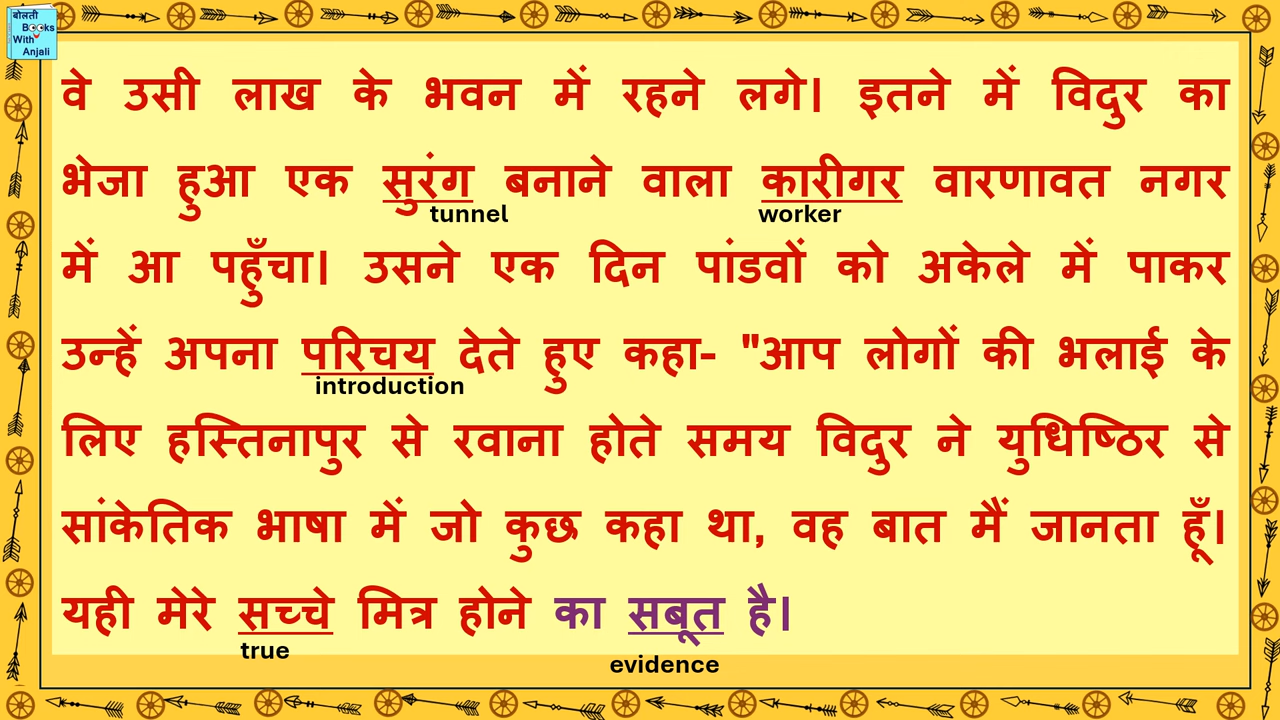 बोलती
Books
With
Anjali
वे उसी लाख के भवन में रहने लगे। इतने में विदुर का
भेजा हुआ एक सुरंग बनाने वाला कारीगर वारणावत नगर
tunnel worker
में आ पहुँचा। उसने एक दिन पांडवों को अकेले में पाकर
उन्हें अपना परिचय देते हुए कहा- "आप लोगों की भलाई के
introduction
लिए हस्तिनापुर से रवाना होते समय विदुर ने युधिष्ठिर से
सांकेतिक भाषा में जो कुछ कहा था, वह बात मैं जानता हूँ।
यही मेरे सच्चे मित्र होने का सबूत है।
true
evidence